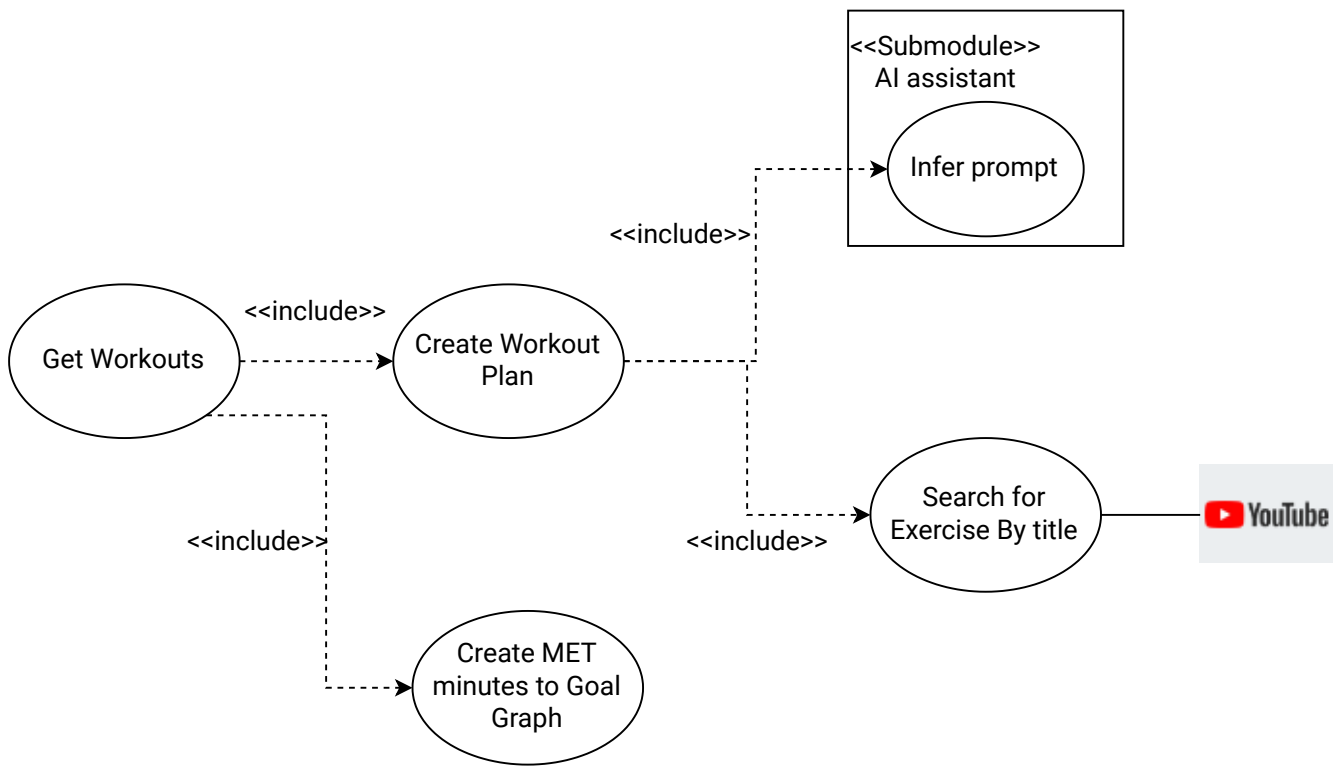 <<Submodule>>
AI assistant
Infer prompt
<<include>>
<<include>>
Get Workouts
Create Workout
Plan
Search for
Exercise By title
YouTube
<<include>>
<<include>>
Create MET
minutes to Goal
Graph